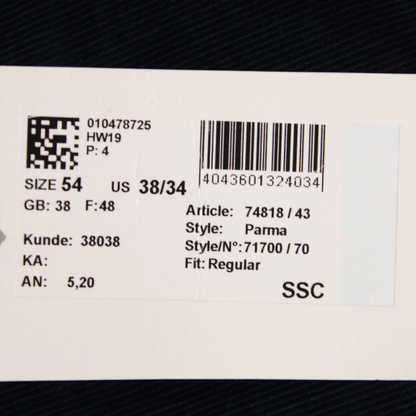 010478725
HW19
P: 4
4043601324034
SIZE 54 US 38/34
GB: 38 F:48
Article: 74818 / 43
Style: Parma
Style/N°: 71700 / 70
Fit: Regular
Kunde: 38038
KA:
AN: 5,20
SSC